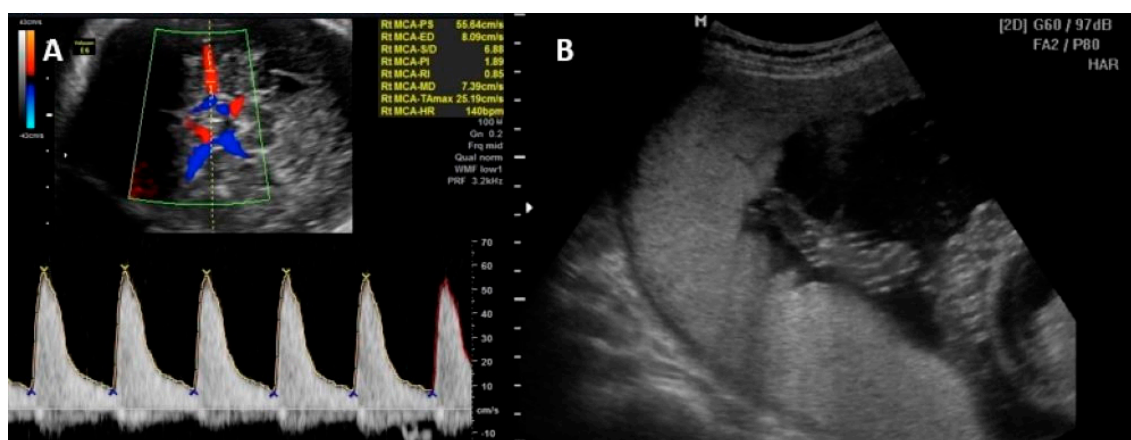 43cm/s
A
-43cm/s
Rt MCA-PS 55.64cm/s
Rt MCA-ED 8.09cm/s
Rt MCA-S/D 6.88
Rt MCA-PI 1.89
Rt MCA-RI 0.85
Rt MCA-MD 7.39cm/s
Rt MCA-TAmax 25.19cm/s
Rt MCA-HR 140bpm
Gn 0.2
Frq mid
Qual norm
WMF low1
PRF 3.2kHz
70
60
50
40
30
20
10
cm/s
-10
B
M
[2D] G60 / 97dB
FA2 / P80
HAR